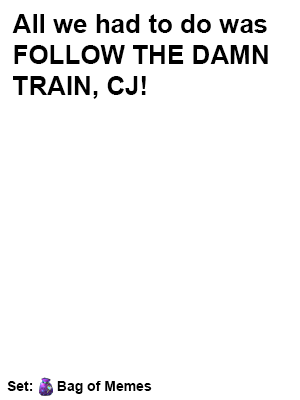 All we had to do was
FOLLOW THE DAMN
TRAIN, CJ!
Set: Bag of Memes